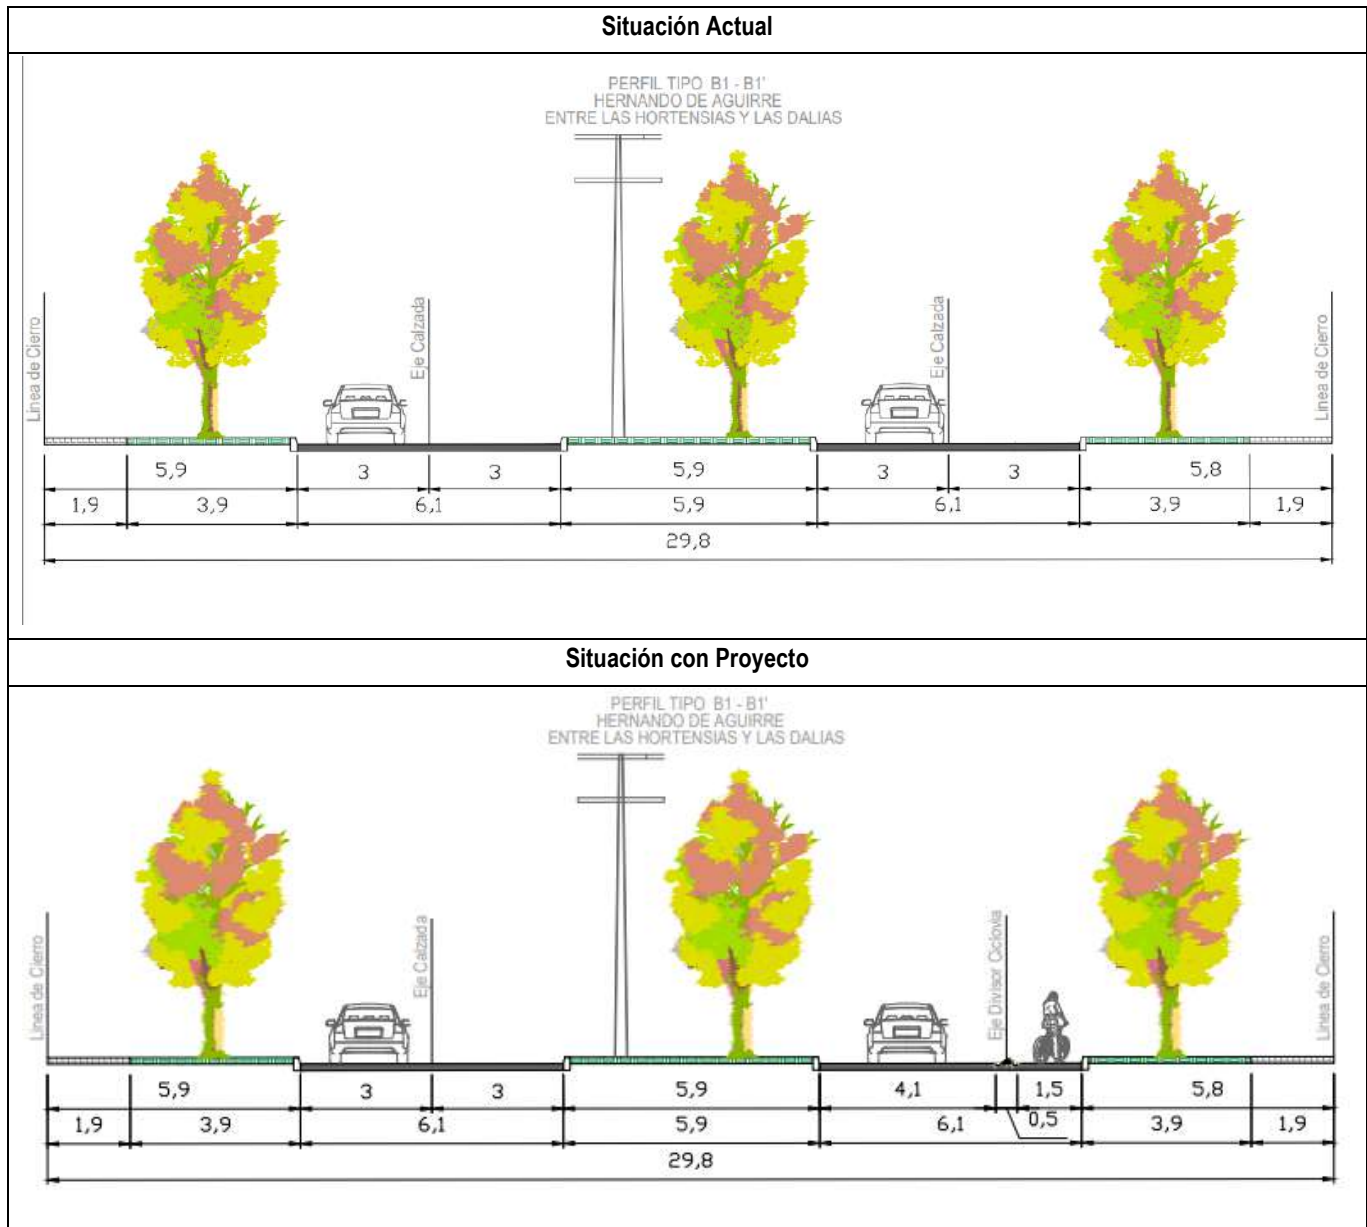 Situación Actual
PERFIL TIPO B1 - B1'
HERNANDO DE AGUIRRE
ENTRE LAS HORTENSIAS Y LAS DALIAS
Línea de Cierro
Eje Calzada
Eje Calzada
Línea de Cierro
5,9 3 3 5,9 3 3 5,8
1,9 3,9 6,1 5,9 6,1 3,9 1,9
29,8
Situación con Proyecto
PERFIL TIPO B1 - B1'
HERNANDO DE AGUIRRE
ENTRE LAS HORTENSIAS Y LAS DALIAS
Línea de Cierro
Eje Calzada
Eje Divisor Ciclovía
Línea de Cierro
5,9 3 3 5,9 4,1 1,5 5,8
1,9 3,9 6,1 5,9 6,1 0,5 3,9 1,9
29,8